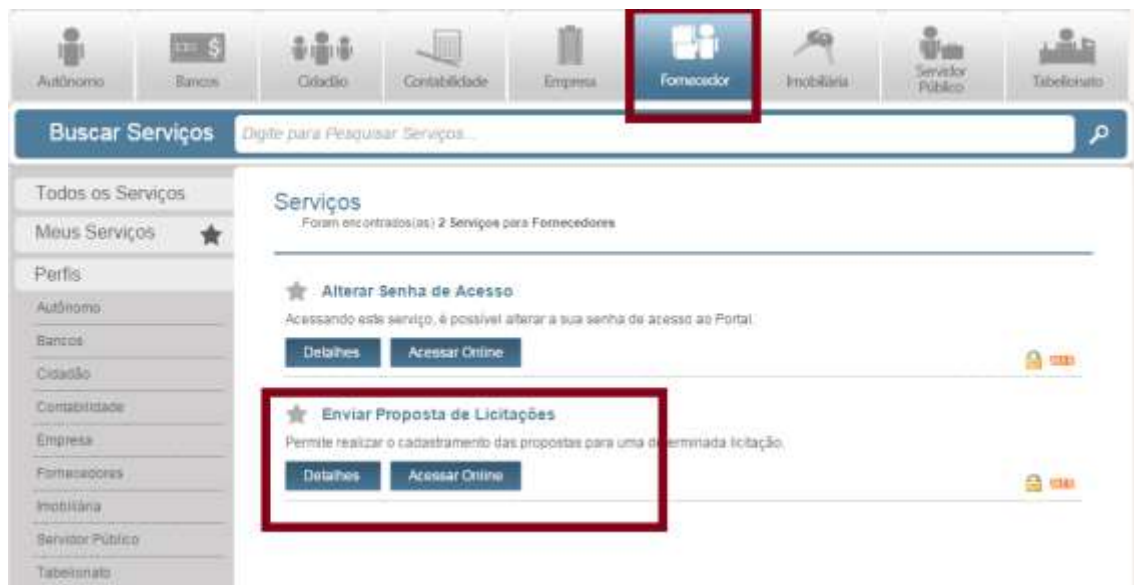 Autônomo
Bancos
Cidadão
Contabilidade
Empresa
Fornecedor
Imobiliária
Servidor
Público
Tabelionato
Buscar Serviços
Digite para Pesquisar Serviços...
Todos os Serviços
Meus Serviços
Perfis
Autônomo
Bancos
Cidadão
Contabilidade
Empresa
Fornecedores
Imobiliária
Servidor Público
Tabelionato
Serviços
Foram encontrados(as) 2 Serviços para Fornecedores
Alterar Senha de Acesso
Acessando este serviço, é possível alterar a sua senha de acesso ao Portal.
Detalhes
Acessar Online
Enviar Proposta de Licitações
Permite realizar o cadastramento das propostas para uma determinada licitação.
Detalhes
Acessar Online